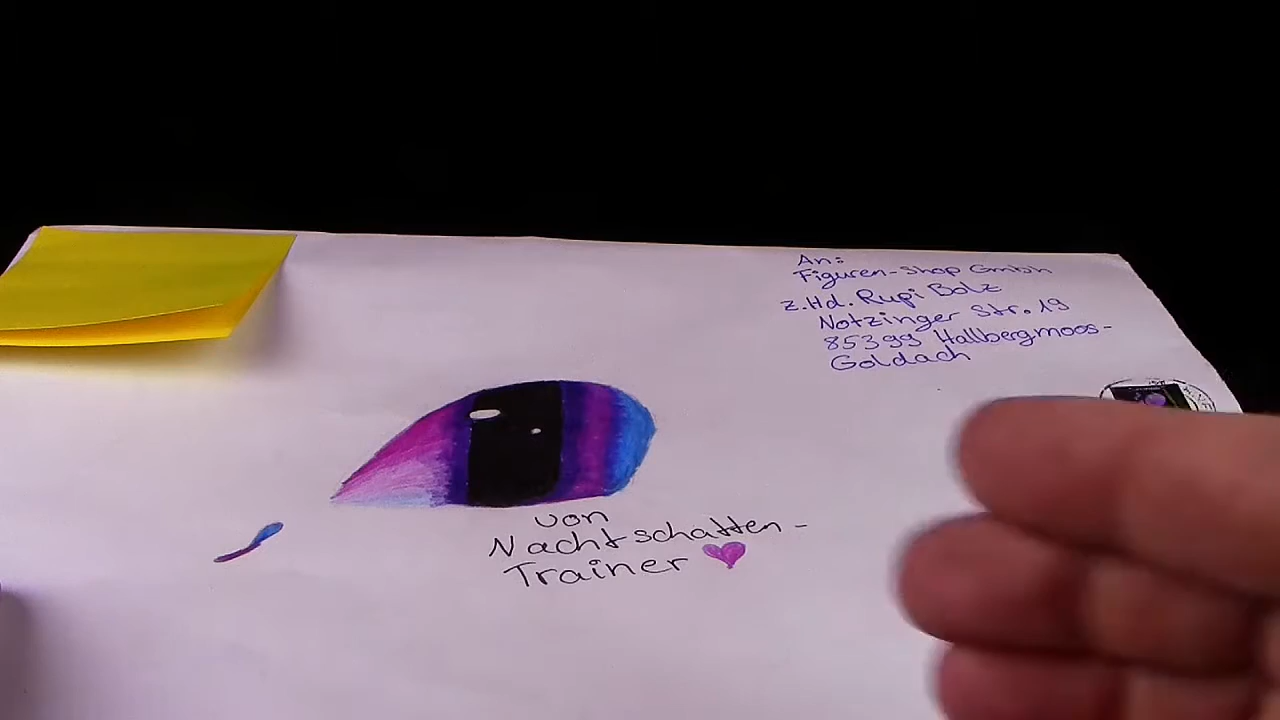 An:
Figuren-Shop GmbH
z.Hd. Rupi Bolz
Notzinger Str. 19
85399 Hallbergmoos-
Goldach
von
Nachtschatten-
Trainer